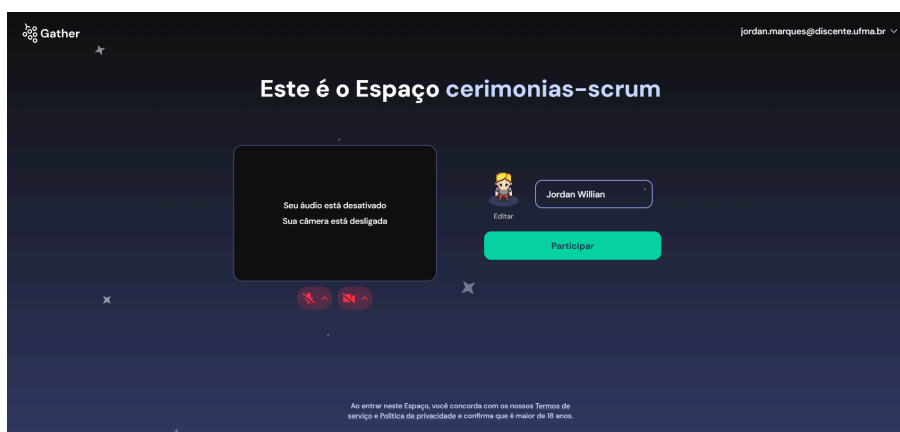 Gather
jordan.marques@discente.ufma.br
Este é o Espaço cerimonias-scrum
Seu áudio está desativado
Sua câmera está desligada
Jordan Willian
Editar
Participar
Ao entrar neste Espaço, você concorda com os nossos Termos de
serviço e Política de privacidade e confirma que é maior de 18 anos.